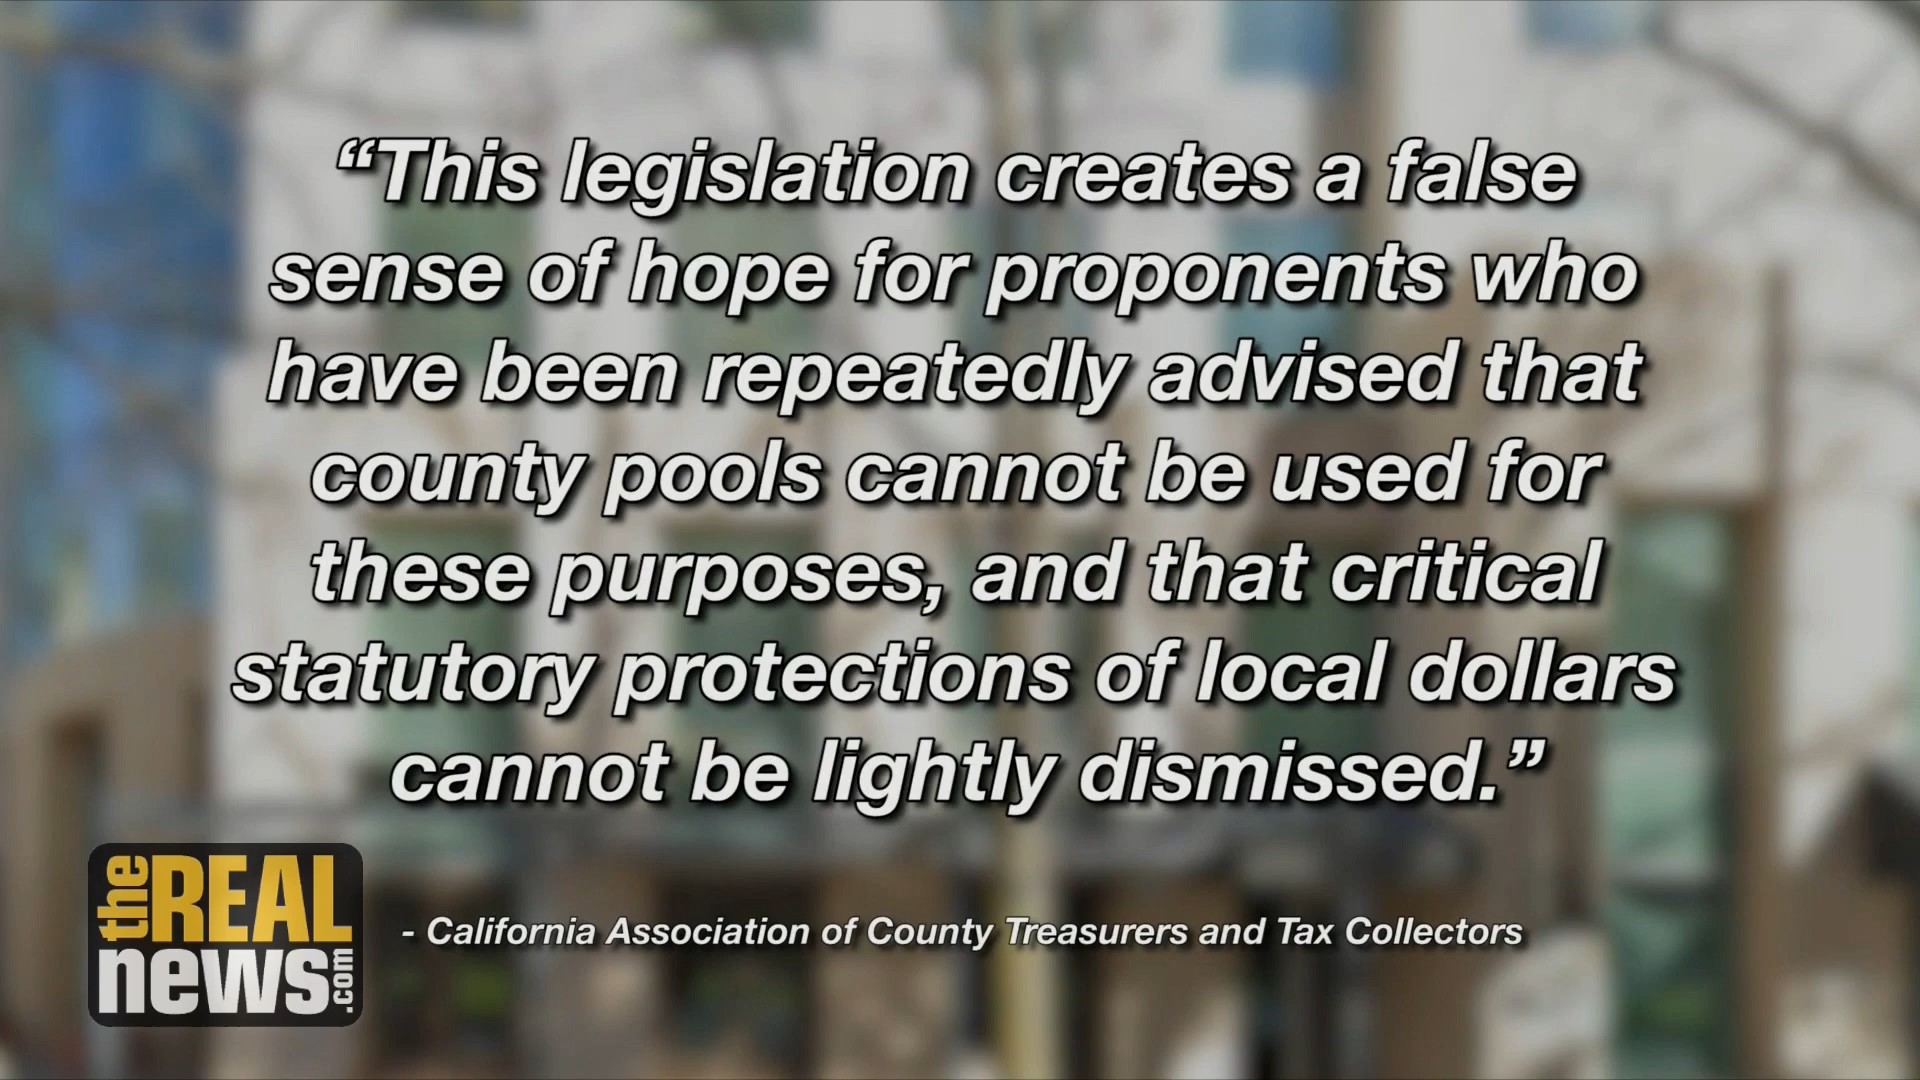 “This legislation creates a false
sense of hope for proponents who
have been repeatedly advised that
county pools cannot be used for
these purposes, and that critical
statutory protections of local dollars
cannot be lightly dismissed.”
- California Association of County Treasurers and Tax Collectors
the REAL
news.com